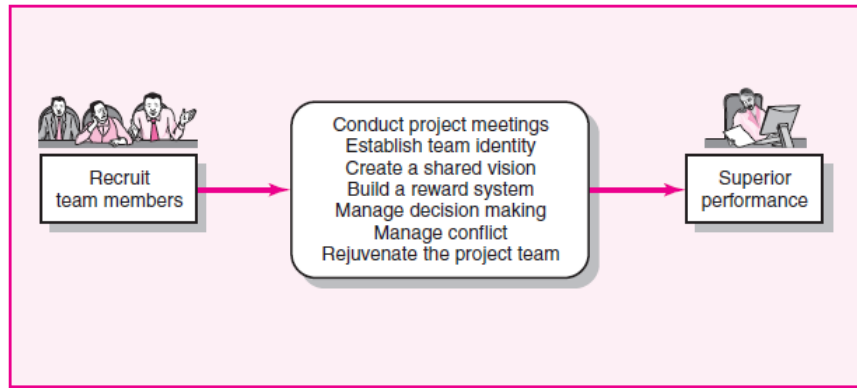 Recruit
team members
Conduct project meetings
Establish team identity
Create a shared vision
Build a reward system
Manage decision making
Manage conflict
Rejuvenate the project team
Superior
performance